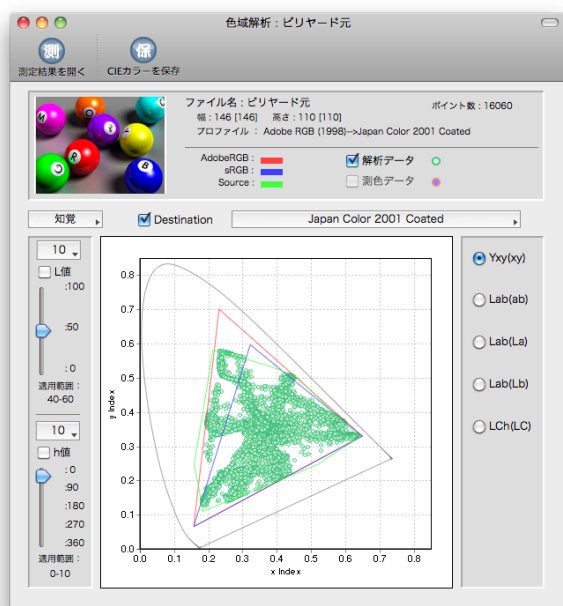 色域解析 : ビリヤード元
測 保
測定結果を開く CIEカラーを保存
ファイル名 : ビリヤード元 ポイント数 : 16060
幅 : 146 [146] 高さ : 110 [110]
プロファイル : Adobe RGB (1998)-->Japan Color 2001 Coated
AdobeRGB : 解析データ
sRGB : 測色データ
Source :
知覚 Destination Japan Color 2001 Coated
10
L値
:100
:50
: 0
適用範囲 :
40-60
10
h値
: 0
:90
:180
:270
:360
適用範囲 :
0-10
y Index
0.8
0.7
0.6
0.5
0.4
0.3
0.2
0.1
0.0
0.0 0.1 0.2 0.3 0.4 0.5 0.6 0.7 0.8
x Index
Yxy(xy)
Lab(ab)
Lab(La)
Lab(Lb)
LCh(LC)